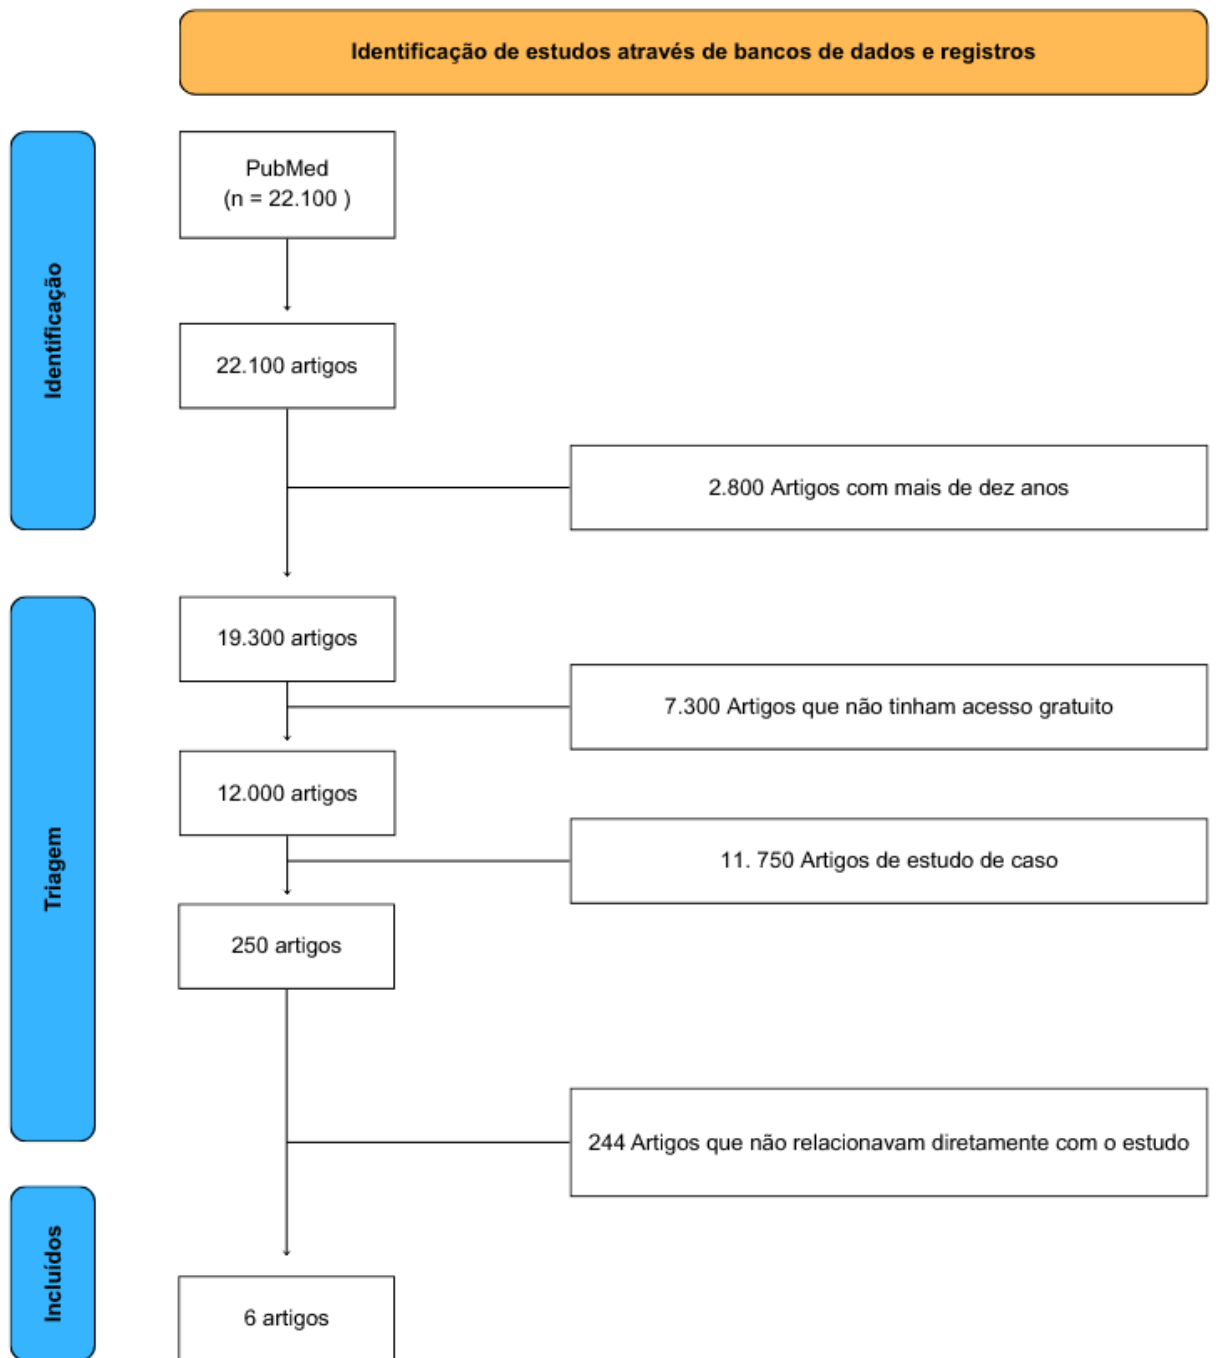 Identificação de estudos através de bancos de dados e registros
Identificação
PubMed
(n = 22.100 )
22.100 artigos
2.800 Artigos com mais de dez anos
Triagem
19.300 artigos
7.300 Artigos que não tinham acesso gratuito
12.000 artigos
11. 750 Artigos de estudo de caso
250 artigos
244 Artigos que não relacionavam diretamente com o estudo
Incluídos
6 artigos